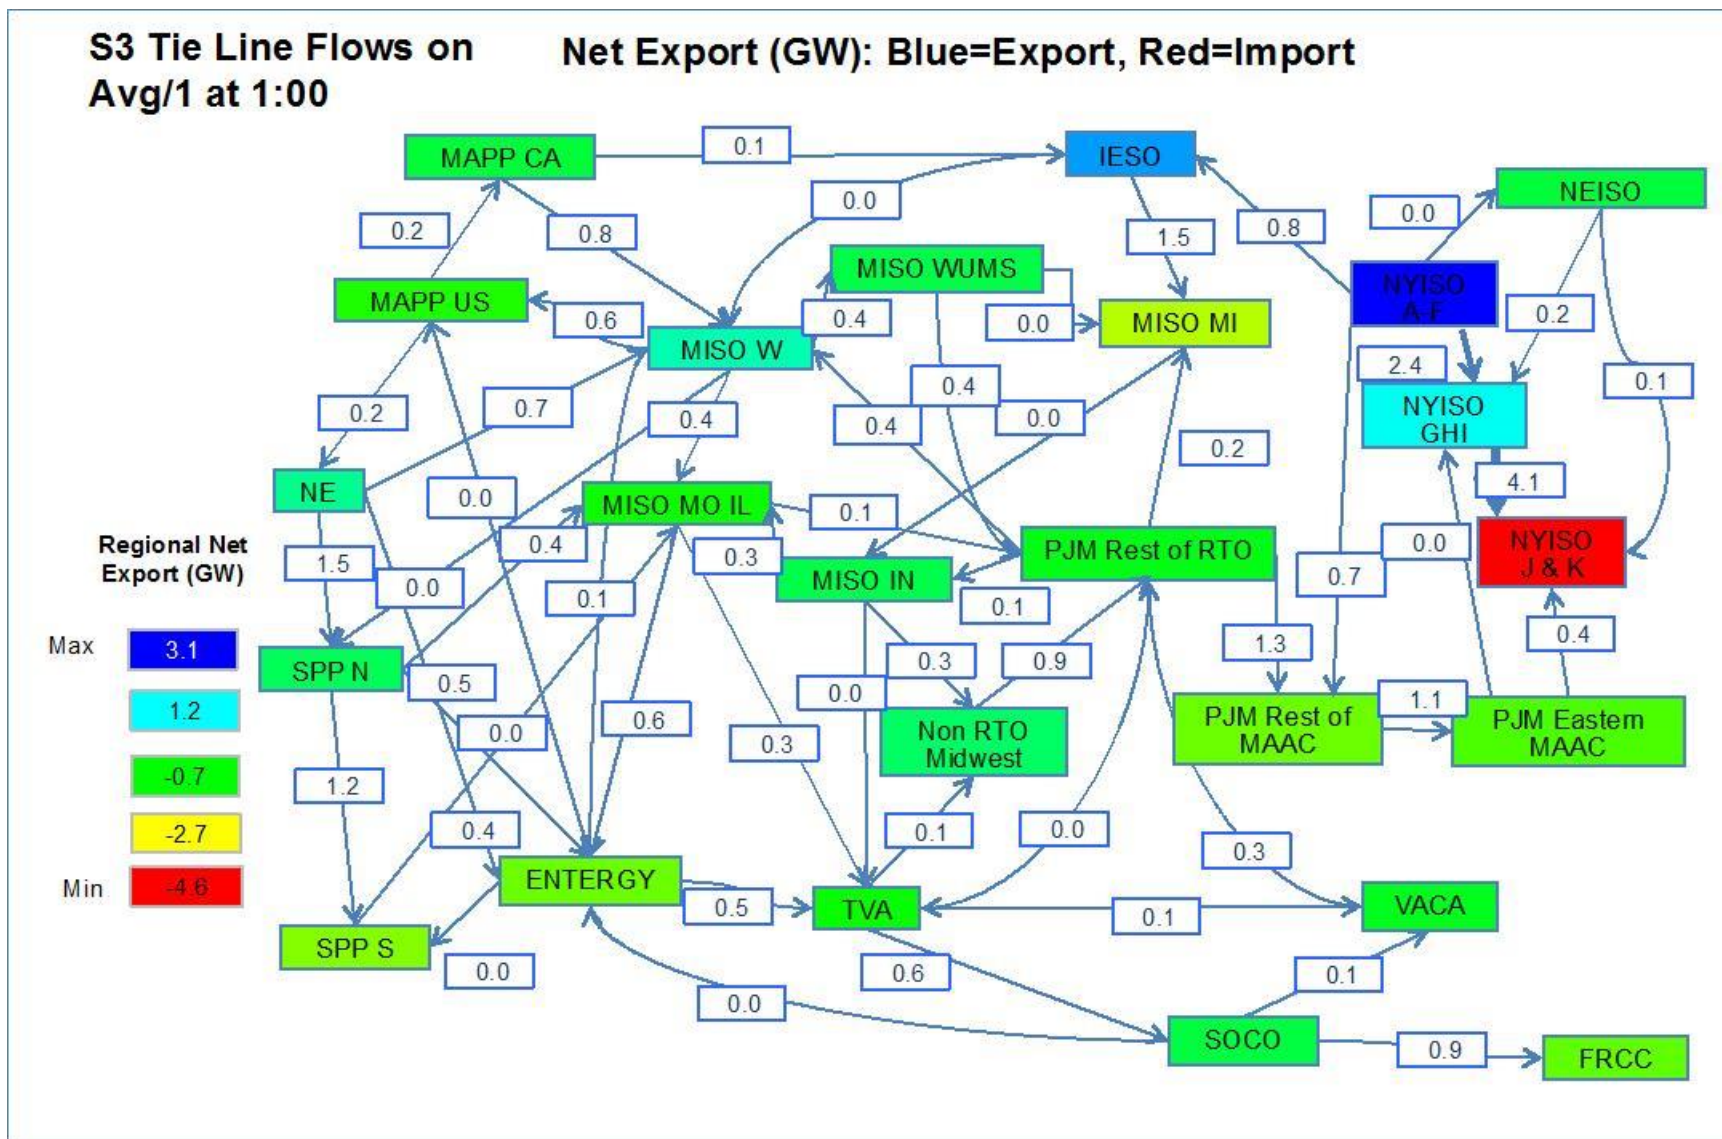 S3 Tie Line Flows on
Avg/1 at 1:00
Net Export (GW): Blue=Export, Red=Import
MAPP CA
0.1
IESO
NEISO
0.2
0.8
0.0
1.5
0.8
0.0
MAPP US
0.6
MISO WUMS
0.4
0.0
MISO MI
NYISO
A-F
0.2
MISO W
2.4
0.1
0.2
0.7
0.4
0.4
0.4
0.0
0.2
NYISO
GHI
4.1
NE
0.0
MISO MO IL
0.1
Regional Net
Export (GW)
1.5
0.0
0.4
0.3
0.1
MISO IN
PJM Rest of RTO
0.1
0.7
0.0
NYISO
J & K
Max
3.1
1.2
-0.7
-2.7
Min
-4.6
SPP N
0.5
0.0
0.6
0.3
0.0
0.3
0.9
1.3
0.4
Non RTO
Midwest
PJM Rest of
MAAC
1.1
PJM Eastern
MAAC
1.2
0.4
0.1
0.0
0.3
ENTERGY
0.5
TVA
0.1
VACA
SPP S
0.0
0.0
0.6
0.1
SOCO
0.9
FRCC